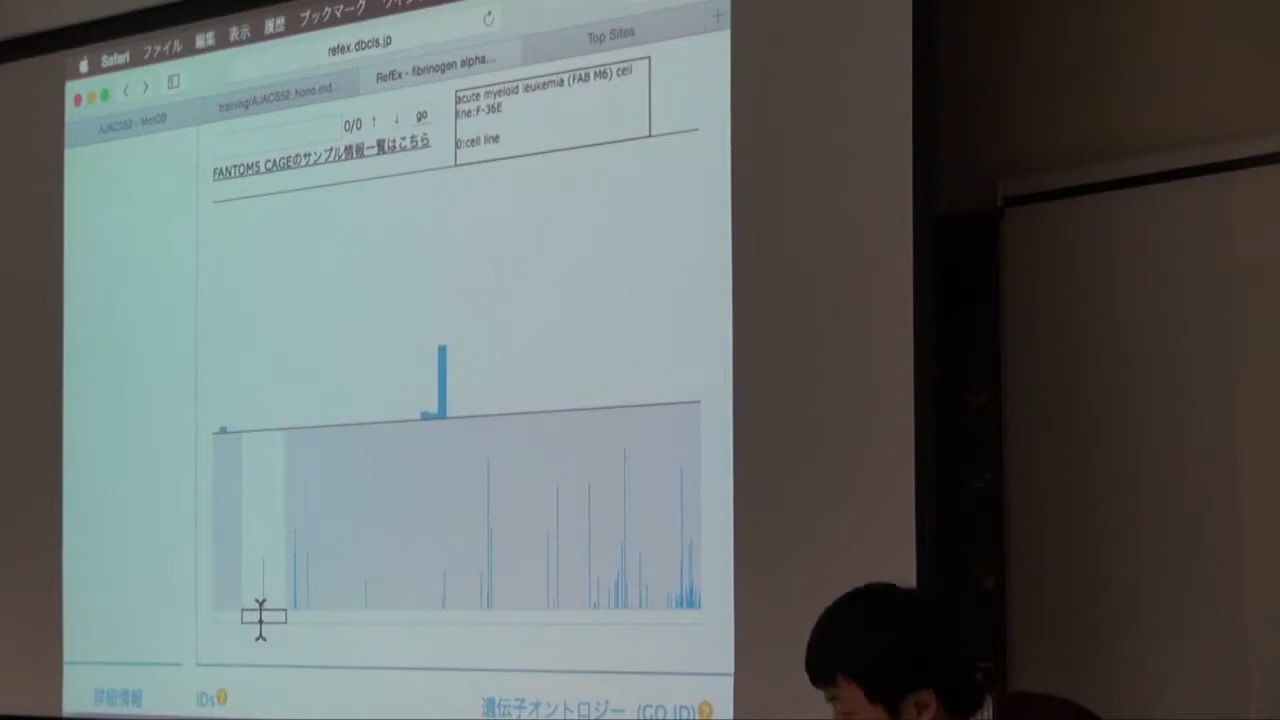 Safari ファイル 編集 表示 履歴 ブックマーク
refex.dbcls.jp
AJACS52 - MotDB
training/AJACS52_hono.md...
RefEx - fibrinogen alpha...
Top Sites
0/0 ↑ ↓ go
FANTOM5 CAGEのサンプル情報一覧はこちら
acute myeloid leukemia (FAB M6) cell
line:F-36E
0:cell line
詳細情報
IDs?
遺伝子オントロジー (GO ID)?